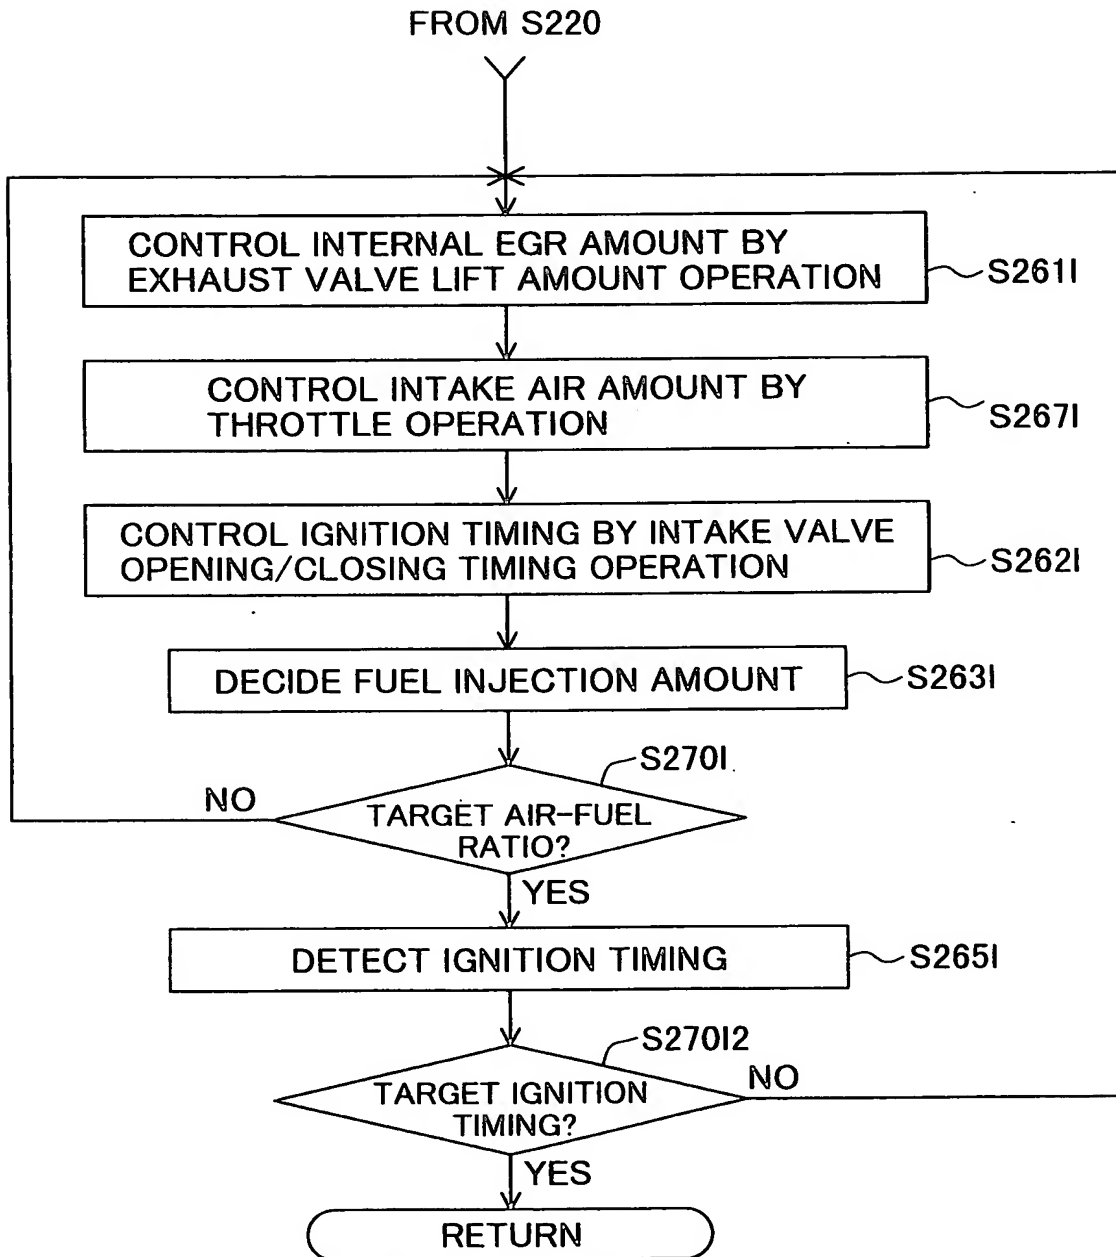 FROM S220
CONTROL INTERNAL EGR AMOUNT BY
EXHAUST VALVE LIFT AMOUNT OPERATION
S261I
CONTROL INTAKE AIR AMOUNT BY
THROTTLE OPERATION
S267I
CONTROL IGNITION TIMING BY INTAKE VALVE
OPENING/CLOSING TIMING OPERATION
S262I
DECIDE FUEL INJECTION AMOUNT
S263I
S270I
NO
TARGET AIR-FUEL
RATIO?
YES
DETECT IGNITION TIMING
S265I
S270I2
TARGET IGNITION
TIMING?
NO
YES
RETURN